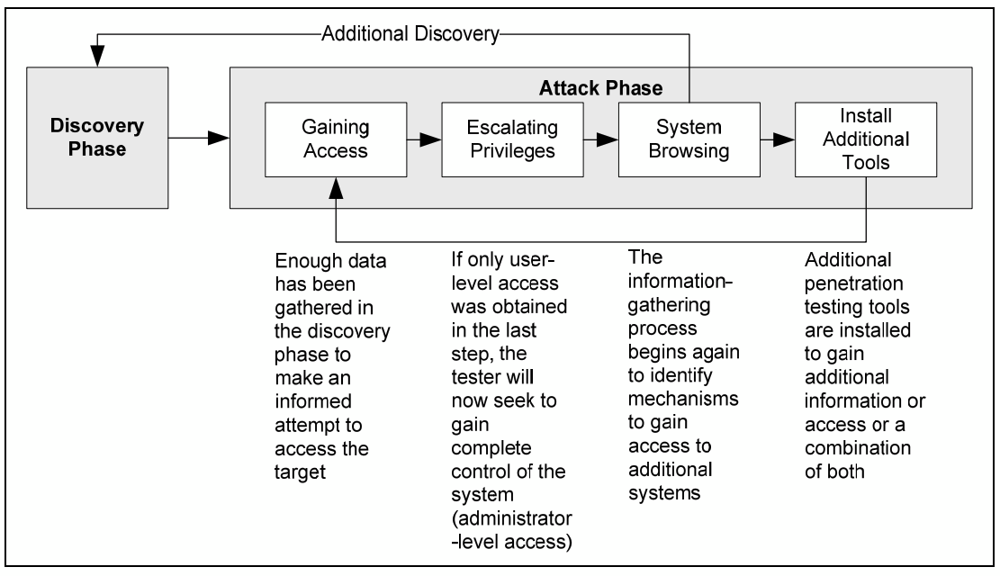 Additional Discovery
Attack Phase
Discovery
Phase
Gaining
Access
Escalating
Privileges
System
Browsing
Install
Additional
Tools
Enough data
has been
gathered in
the discovery
phase to
make an
informed
attempt to
access the
target
If only user-
level access
was obtained
in the last
step, the
tester will
now seek to
gain
complete
control of the
system
(administrator
-level access)
The
information-
gathering
process
begins again
to identify
mechanisms
to gain
access to
additional
systems
Additional
penetration
testing tools
are installed
to gain
additional
information or
access or a
combination
of both